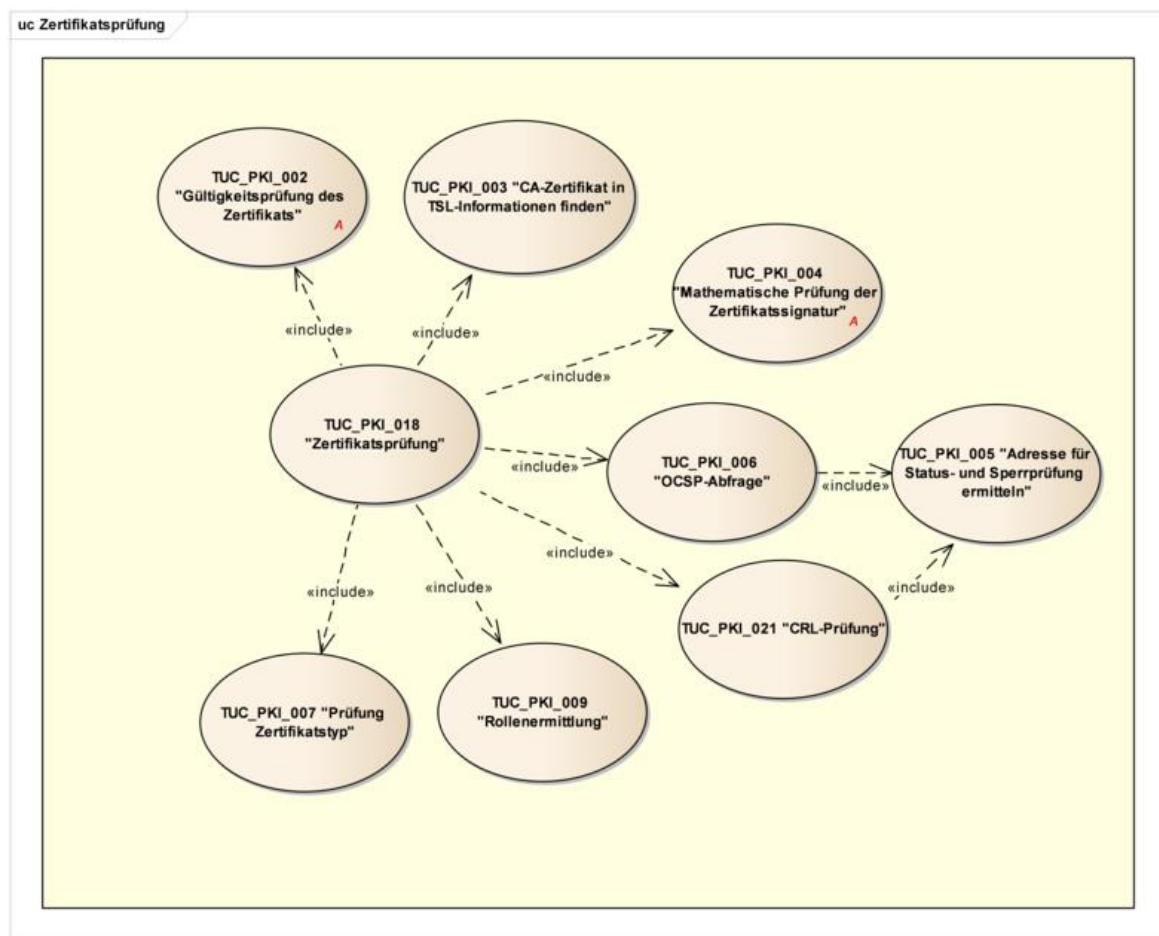 uc Zertifikatsprüfung
TUC_PKI_002
"Gültigkeitsprüfung des
Zertifikats"
A
TUC_PKI_003 "CA-Zertifikat in
TSL-Informationen finden"
TUC_PKI_004
"Mathematische Prüfung der
Zertifikatssignatur"
A
«include»
«include»
«include»
TUC_PKI_018
"Zertifikatsprüfung"
«include»
TUC_PKI_006
"OCSP-Abfrage"
«include»
TUC_PKI_005 "Adresse für
Status- und Sperrprüfung
ermitteln"
«include»
«include»
«include»
«include»
TUC_PKI_021 "CRL-Prüfung"
TUC_PKI_007 "Prüfung
Zertifikatstyp"
TUC_PKI_009
"Rollenermittlung"